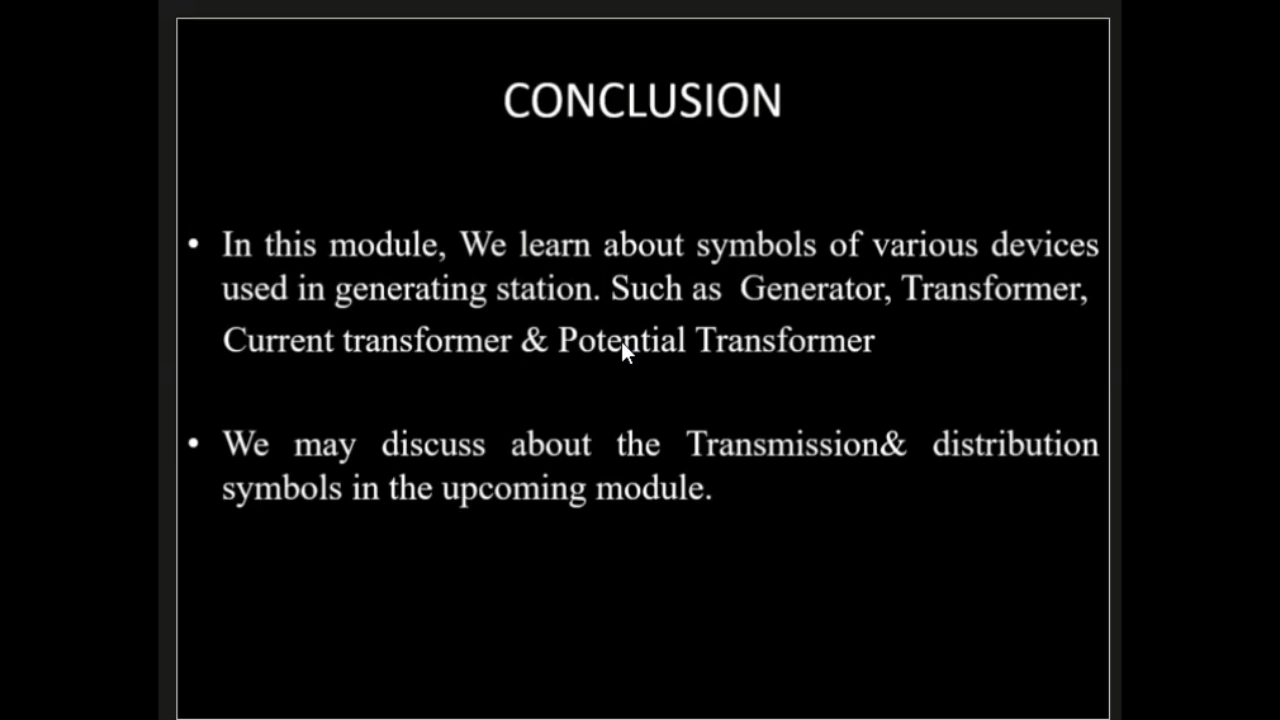 CONCLUSION
• In this module, We learn about symbols of various devices
used in generating station. Such as Generator, Transformer,
Current transformer & Potential Transformer
• We may discuss about the Transmission& distribution
symbols in the upcoming module.